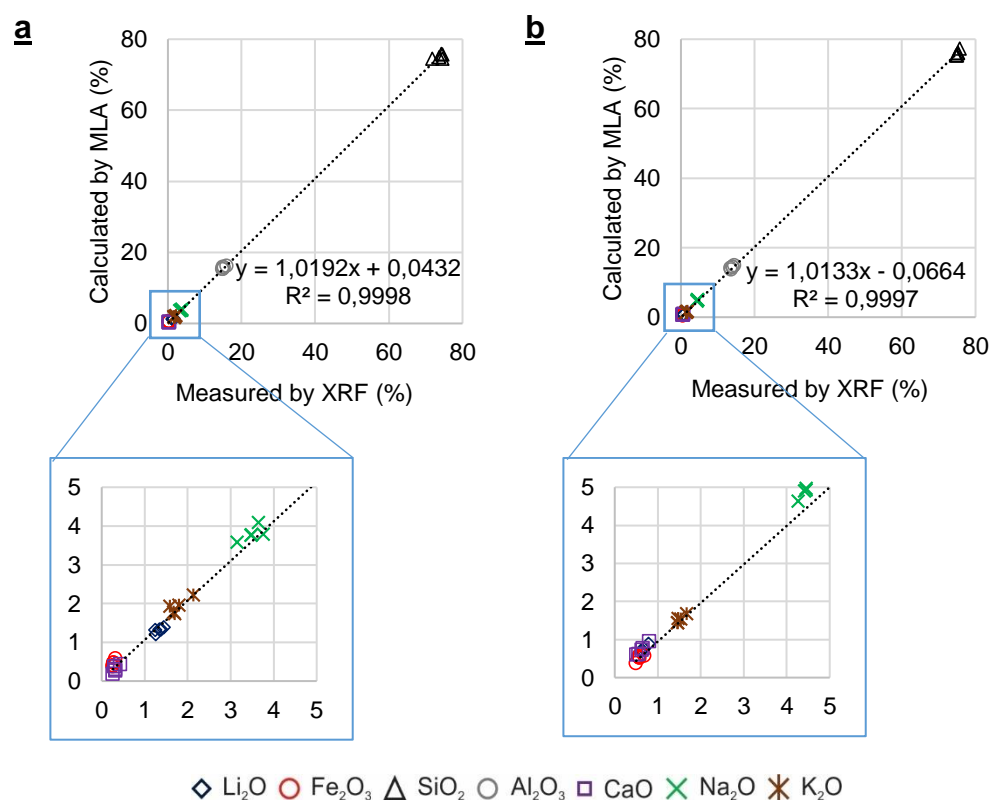 a
80
60
40
20
0
Calculated by MLA (%)
y = 1,0192x + 0,0432
R² = 0,9998
0 20 40 60 80
Measured by XRF (%)
5
4
3
2
1
0
0 1 2 3 4 5
b
80
60
40
20
0
Calculated by MLA (%)
y = 1,0133x - 0,0664
R² = 0,9997
0 20 40 60 80
Measured by XRF (%)
5
4
3
2
1
0
0 1 2 3 4 5
Li₂O Fe₂O₃ SiO₂ Al₂O₃ CaO Na₂O K₂O